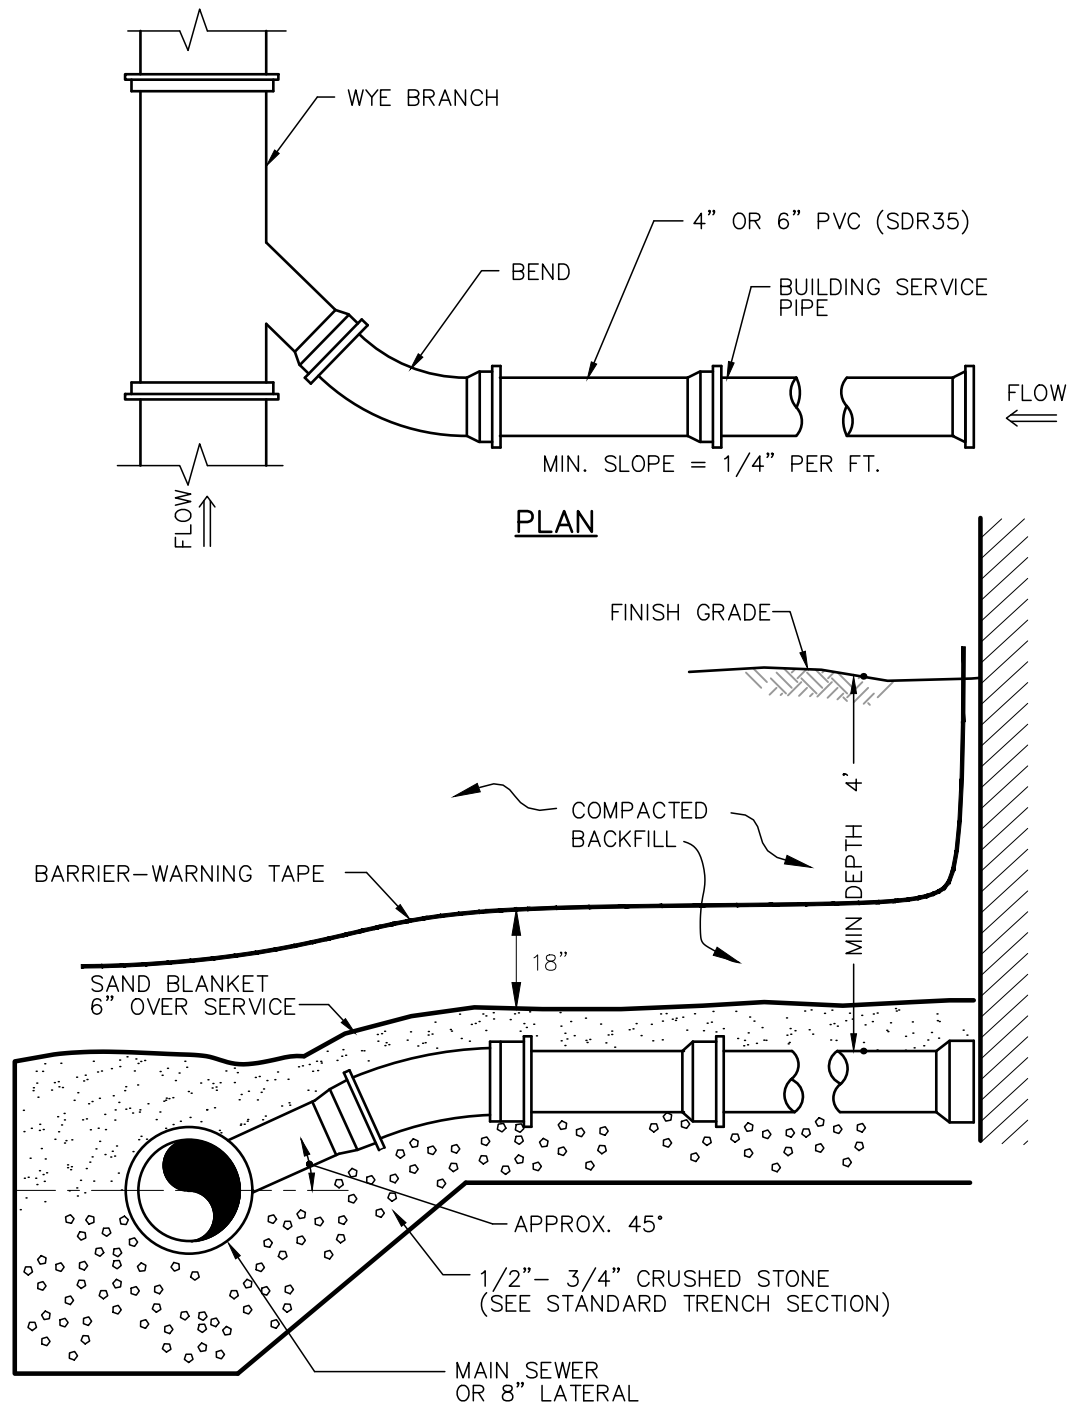 WYE BRANCH
4" OR 6" PVC (SDR35)
BEND
BUILDING SERVICE
PIPE
FLOW
MIN. SLOPE = 1/4" PER FT.
FLOW
PLAN
FINISH GRADE
MIN DEPTH 4'
COMPACTED
BACKFILL
BARRIER-WARNING TAPE
18"
SAND BLANKET
6" OVER SERVICE
APPROX. 45°
1/2"- 3/4" CRUSHED STONE
(SEE STANDARD TRENCH SECTION)
MAIN SEWER
OR 8" LATERAL